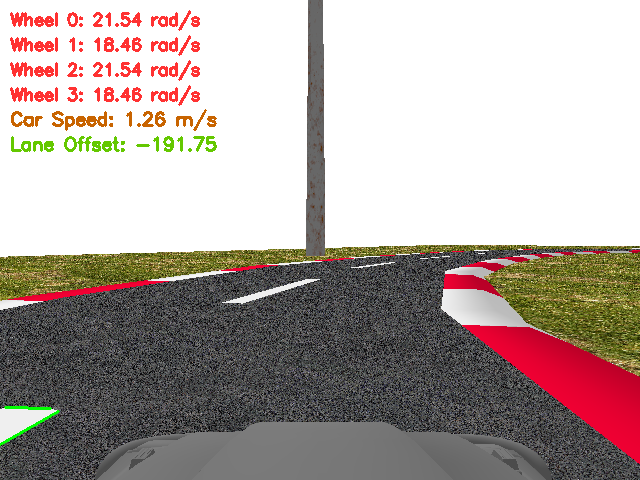 Wheel 0: 21.54 rad/s
Wheel 1: 18.46 rad/s
Wheel 2: 21.54 rad/s
Wheel 3: 18.46 rad/s
Car Speed: 1.26 m/s
Lane Offset: -191.75